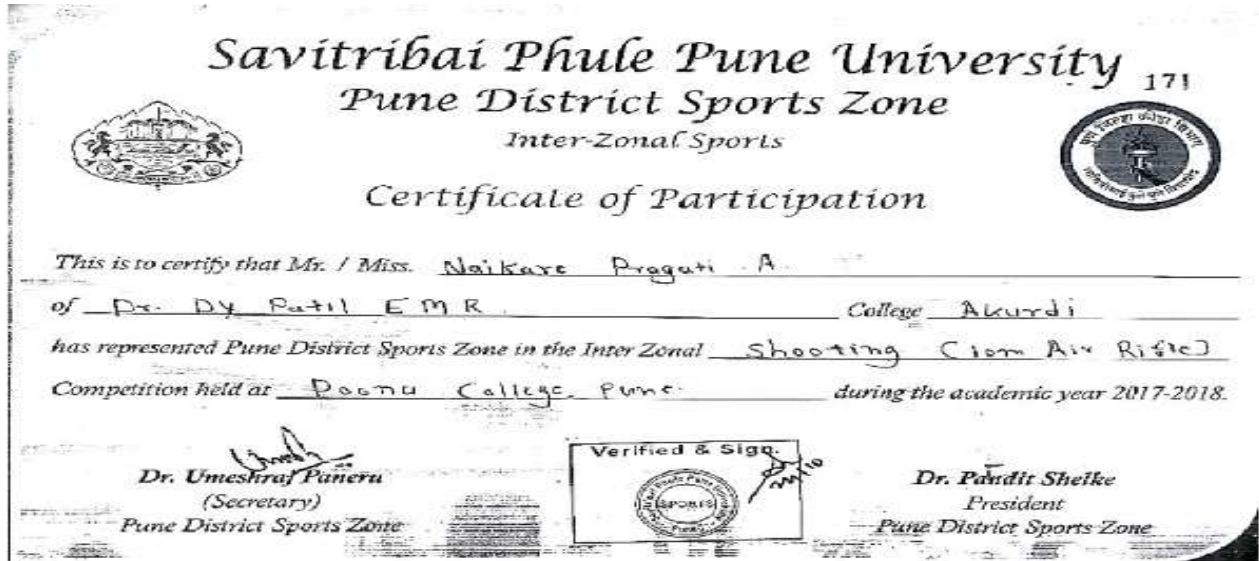 Savitribai Phule Pune University
171
Pune District Sports Zone
Inter-Zonal Sports
Certificate of Participation
This is to certify that Mr. / Miss. Naikare Pragati .A.
of Dr. DY Patil EMR. College Akurdi
has represented Pune District Sports Zone in the Inter Zonal Shooting (10m Air Rifle)
Competition held at Poona College, Pune. during the academic year 2017-2018.
Verified & Sign.
SPORTS
Dr. Umeshraj Paneru
(Secretary)
Pune District Sports Zone
Dr. Pandit Shelke
President
Pune District Sports Zone